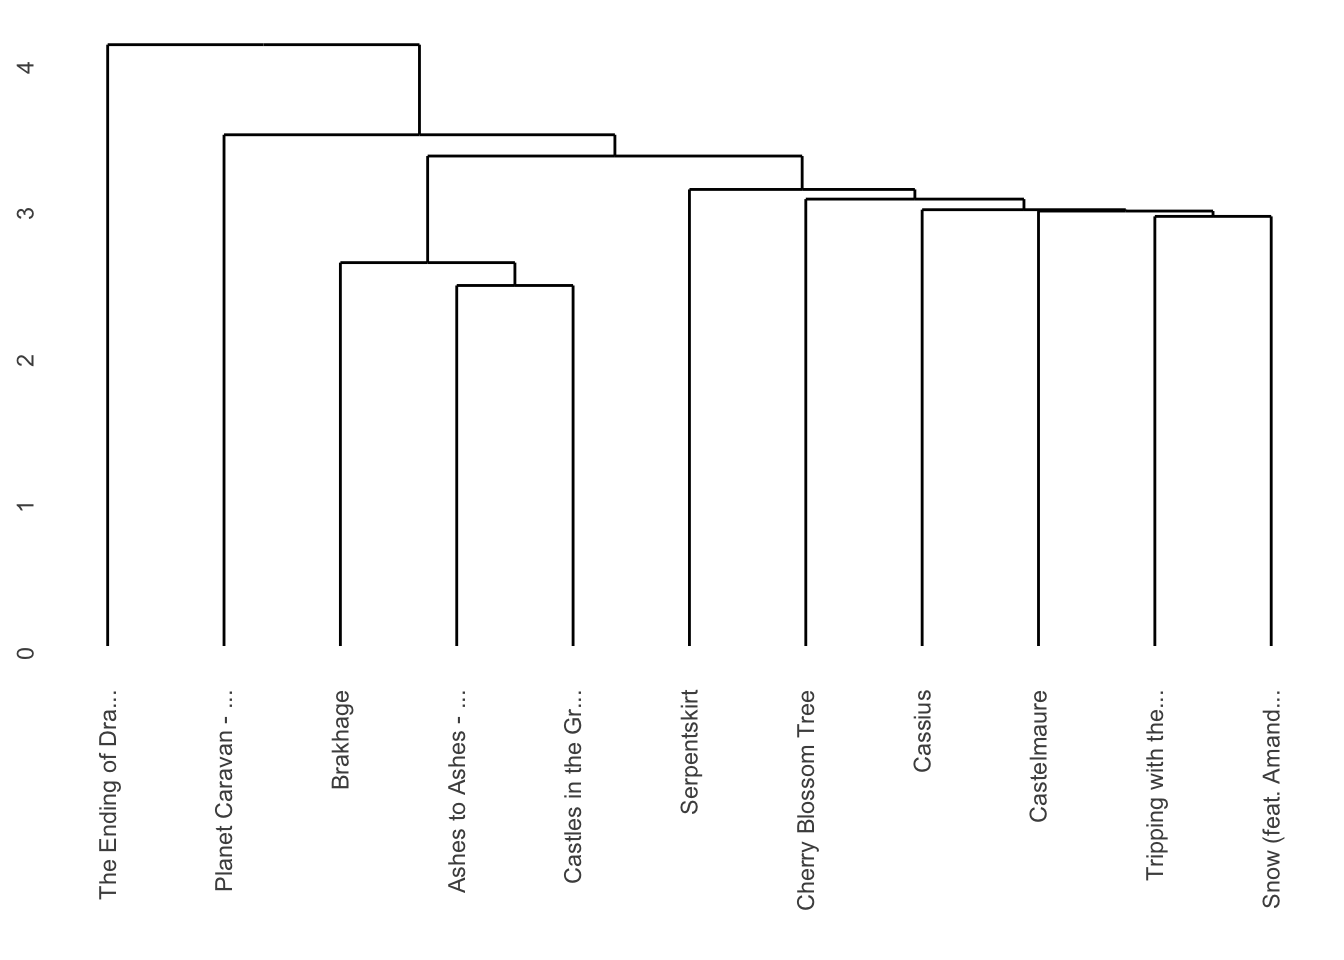 4
3
2
1
0
The Ending of Dra...
Planet Caravan - ...
Brakhage
Ashes to Ashes - ...
Castles in the Gr...
Serpentskirt
Cherry Blossom Tree
Cassius
Castelmaure
Tripping with the...
Snow (feat. Amand...